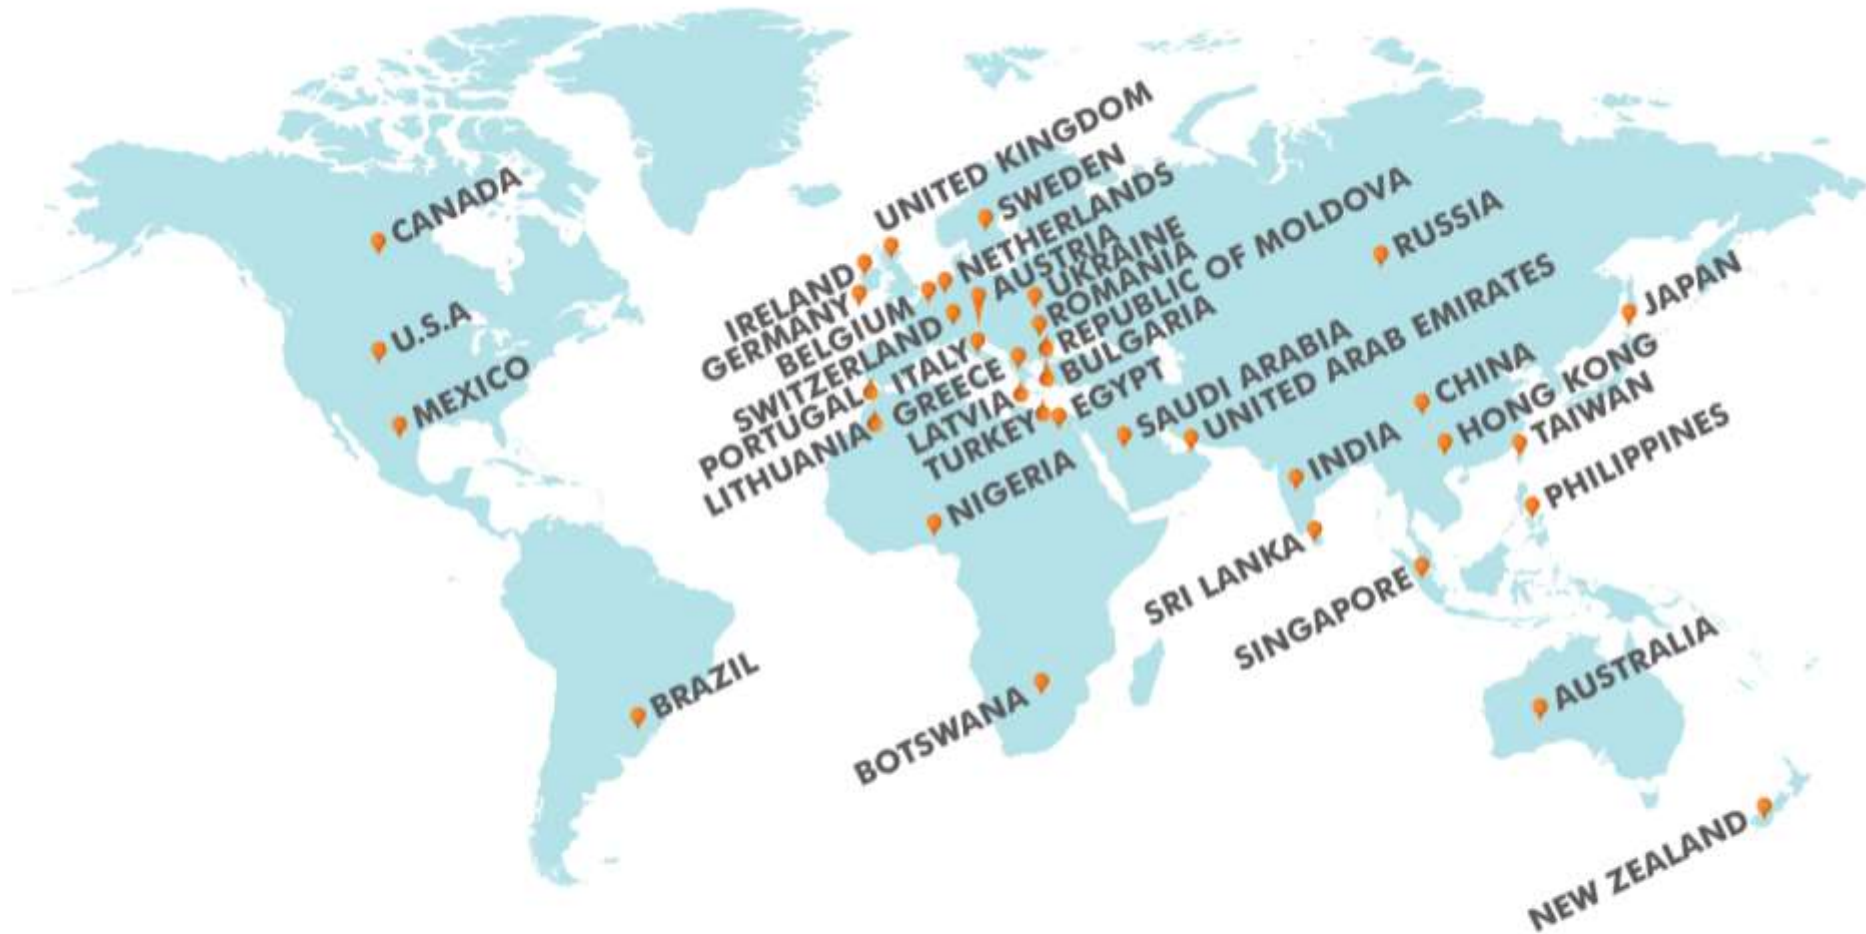 CANADA
U.S.A
MEXICO
BRAZIL
UNITED KINGDOM
SWEDEN
NETHERLANDS
AUSTRIA
UKRAINE
ROMANIA
REPUBLIC OF MOLDOVA
BULGARIA
IRELAND
GERMANY
BELGIUM
SWITZERLAND
PORTUGAL
ITALY
LITHUANIA
GREECE
LATVIA
TURKEY
EGYPT
NIGERIA
BOTSWANA
SAUDI ARABIA
UNITED ARAB EMIRATES
RUSSIA
JAPAN
CHINA
HONG KONG
TAIWAN
INDIA
PHILIPPINES
SRI LANKA
SINGAPORE
AUSTRALIA
NEW ZEALAND